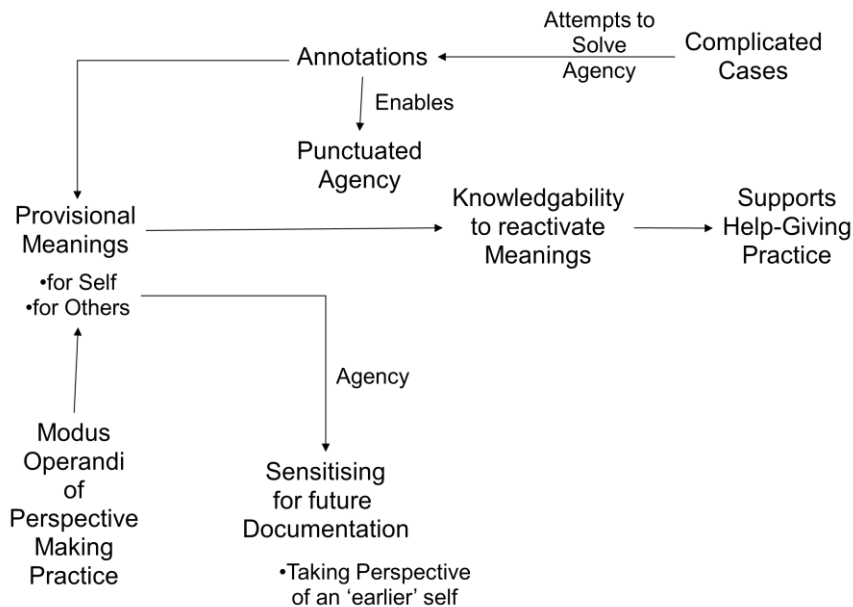 Attempts to
Solve
Agency
Complicated
Cases
Annotations
Enables
Punctuated
Agency
Provisional
Meanings
•for Self
•for Others
Knowledgability
to reactivate
Meanings
Supports
Help-Giving
Practice
Agency
Modus
Operandi
of
Perspective
Making
Practice
Sensitising
for future
Documentation
•Taking Perspective
of an ‘earlier’ self